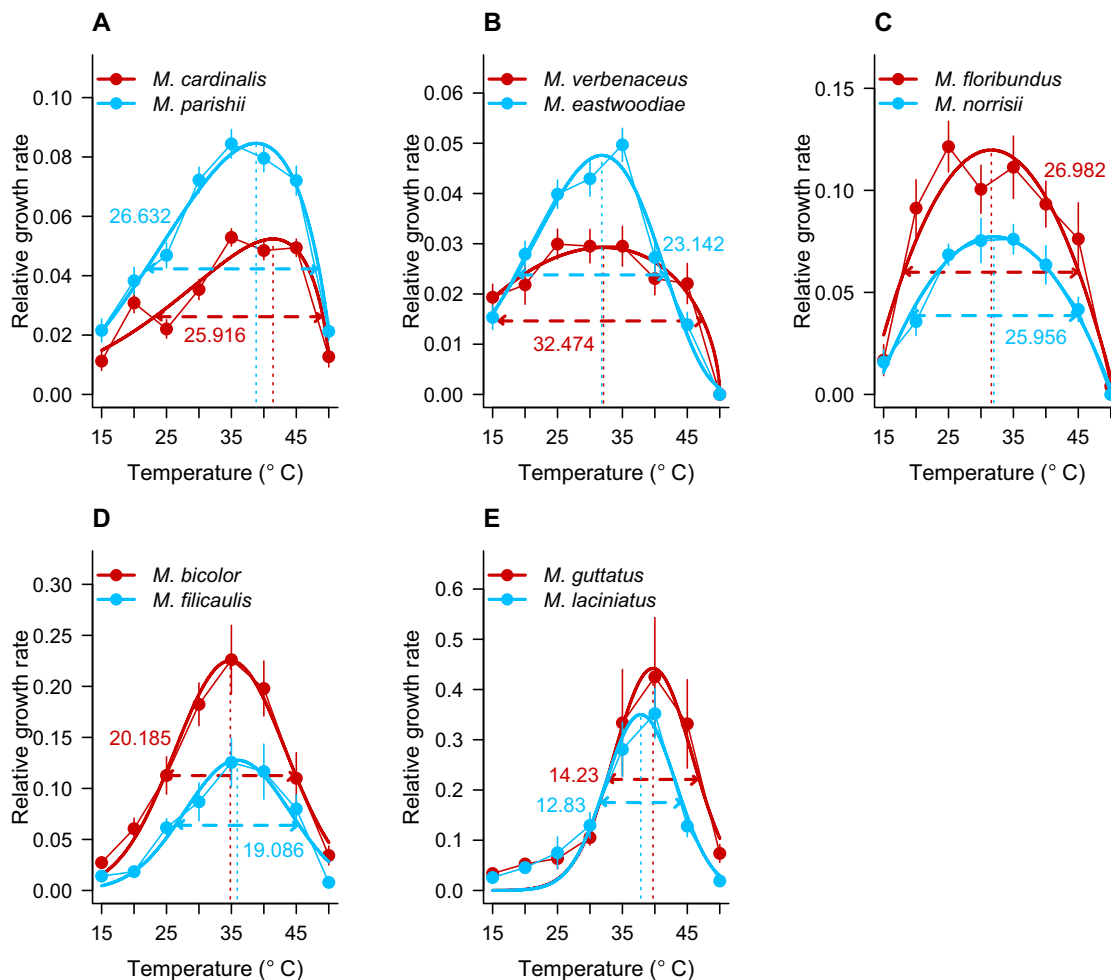 A
M. cardinalis
M. parishii
Relative growth rate
0.10
0.08
0.06
0.04
0.02
0.00
26.632
25.916
15 25 35 45
Temperature (° C)
B
M. verbenaceus
M. eastwoodiae
Relative growth rate
0.06
0.05
0.04
0.03
0.02
0.01
0.00
23.142
32.474
15 25 35 45
Temperature (° C)
C
M. floribundus
M. norrisii
Relative growth rate
0.15
0.10
0.05
0.00
26.982
25.956
15 25 35 45
Temperature (° C)
D
M. bicolor
M. filicaulis
Relative growth rate
0.30
0.25
0.20
0.15
0.10
0.05
0.00
20.185
19.086
15 25 35 45
Temperature (° C)
E
M. guttatus
M. laciniatus
Relative growth rate
0.6
0.5
0.4
0.3
0.2
0.1
0.0
14.23
12.83
15 25 35 45
Temperature (° C)